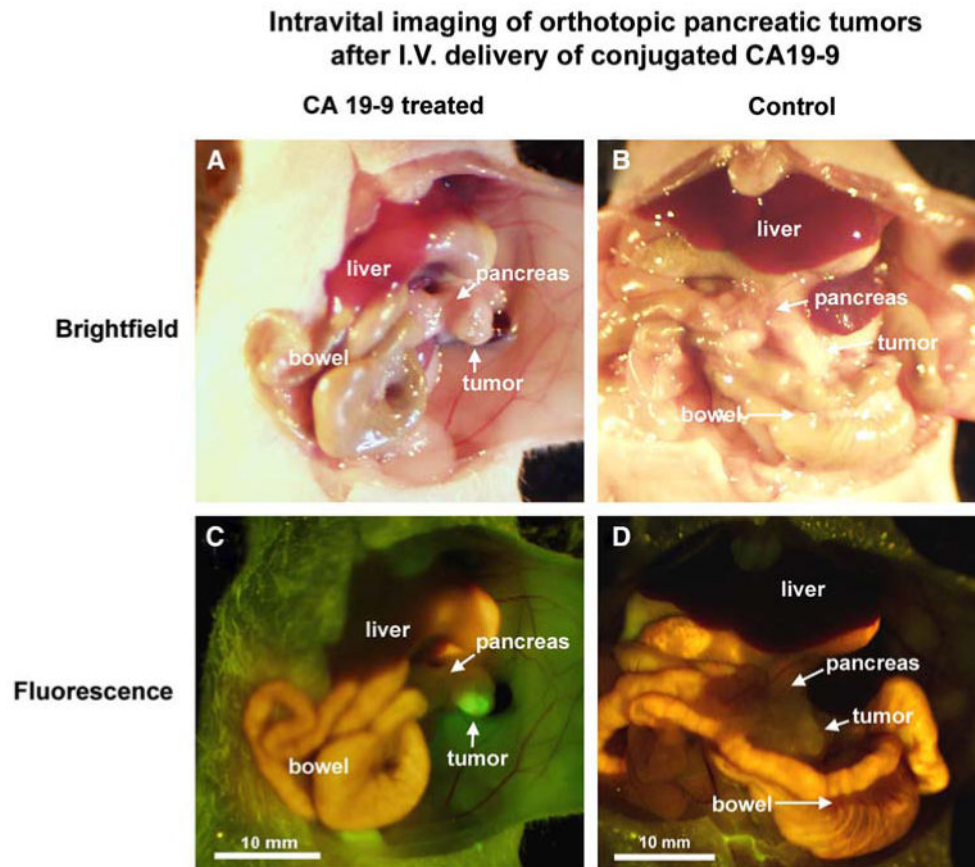 Intravital imaging of orthotopic pancreatic tumors
after I.V. delivery of conjugated CA19-9
CA 19-9 treated
Control
Brightfield
A
liver
pancreas
bowel
tumor
B
liver
pancreas
tumor
bowel
Fluorescence
C
liver
pancreas
bowel
tumor
10 mm
D
liver
pancreas
tumor
bowel
10 mm